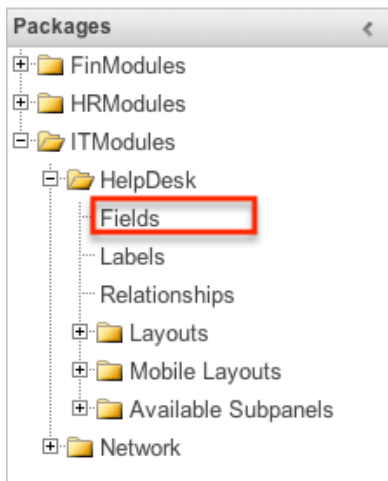 Packages
FinModules
HRModules
ITModules
HelpDesk
Fields
Labels
Relationships
Layouts
Mobile Layouts
Available Subpanels
Network